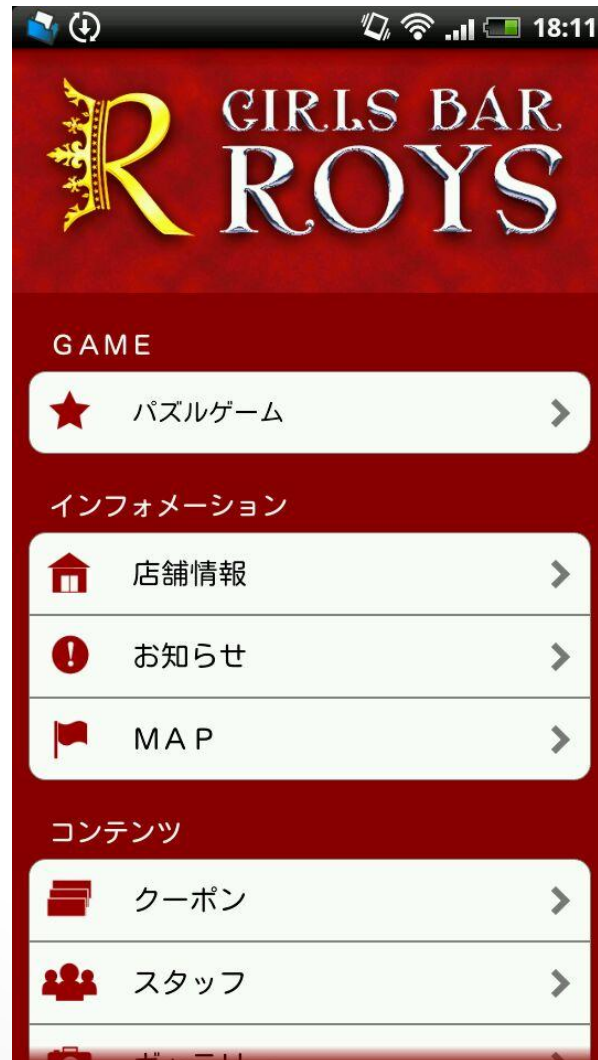 18:11
R GIRLS BAR
ROYS
ＧＡＭＥ
パズルゲーム
インフォメーション
店舗情報
お知らせ
ＭＡＰ
コンテンツ
クーポン
スタッフ